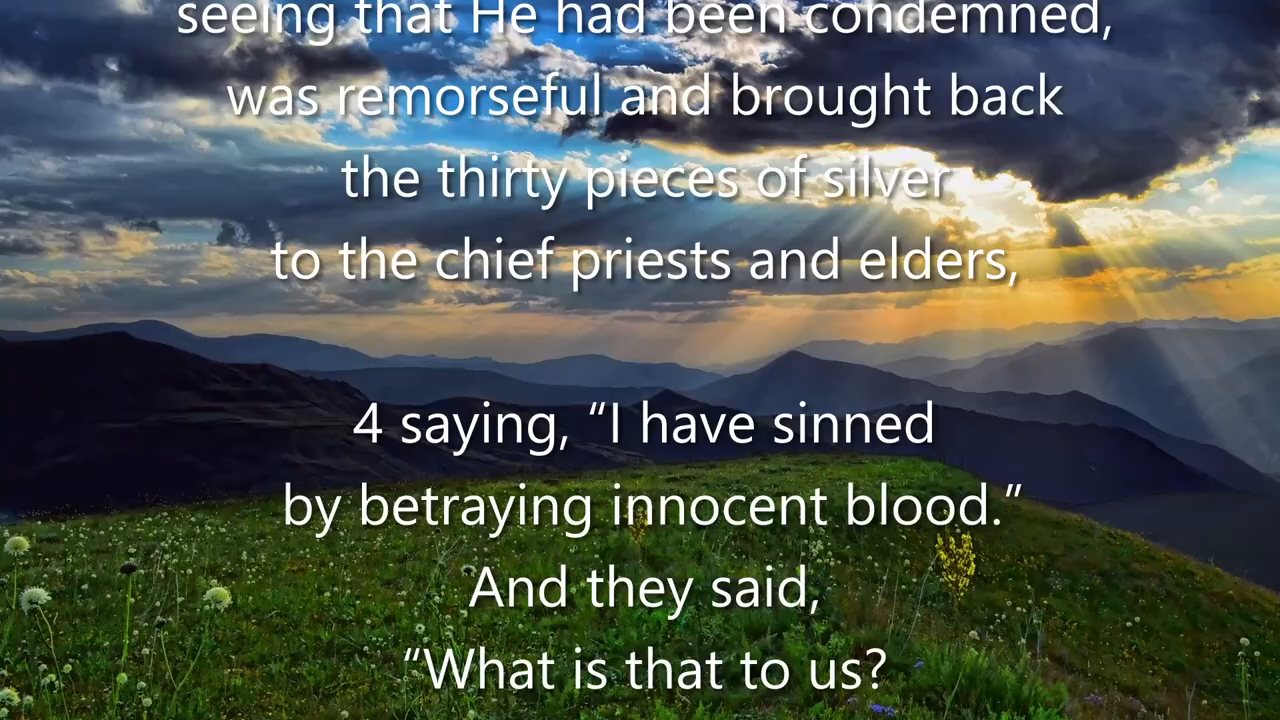 seeing that He had been condemned,
was remorseful and brought back
the thirty pieces of silver
to the chief priests and elders,
4 saying, “I have sinned
by betraying innocent blood.”
And they said,
“What is that to us?